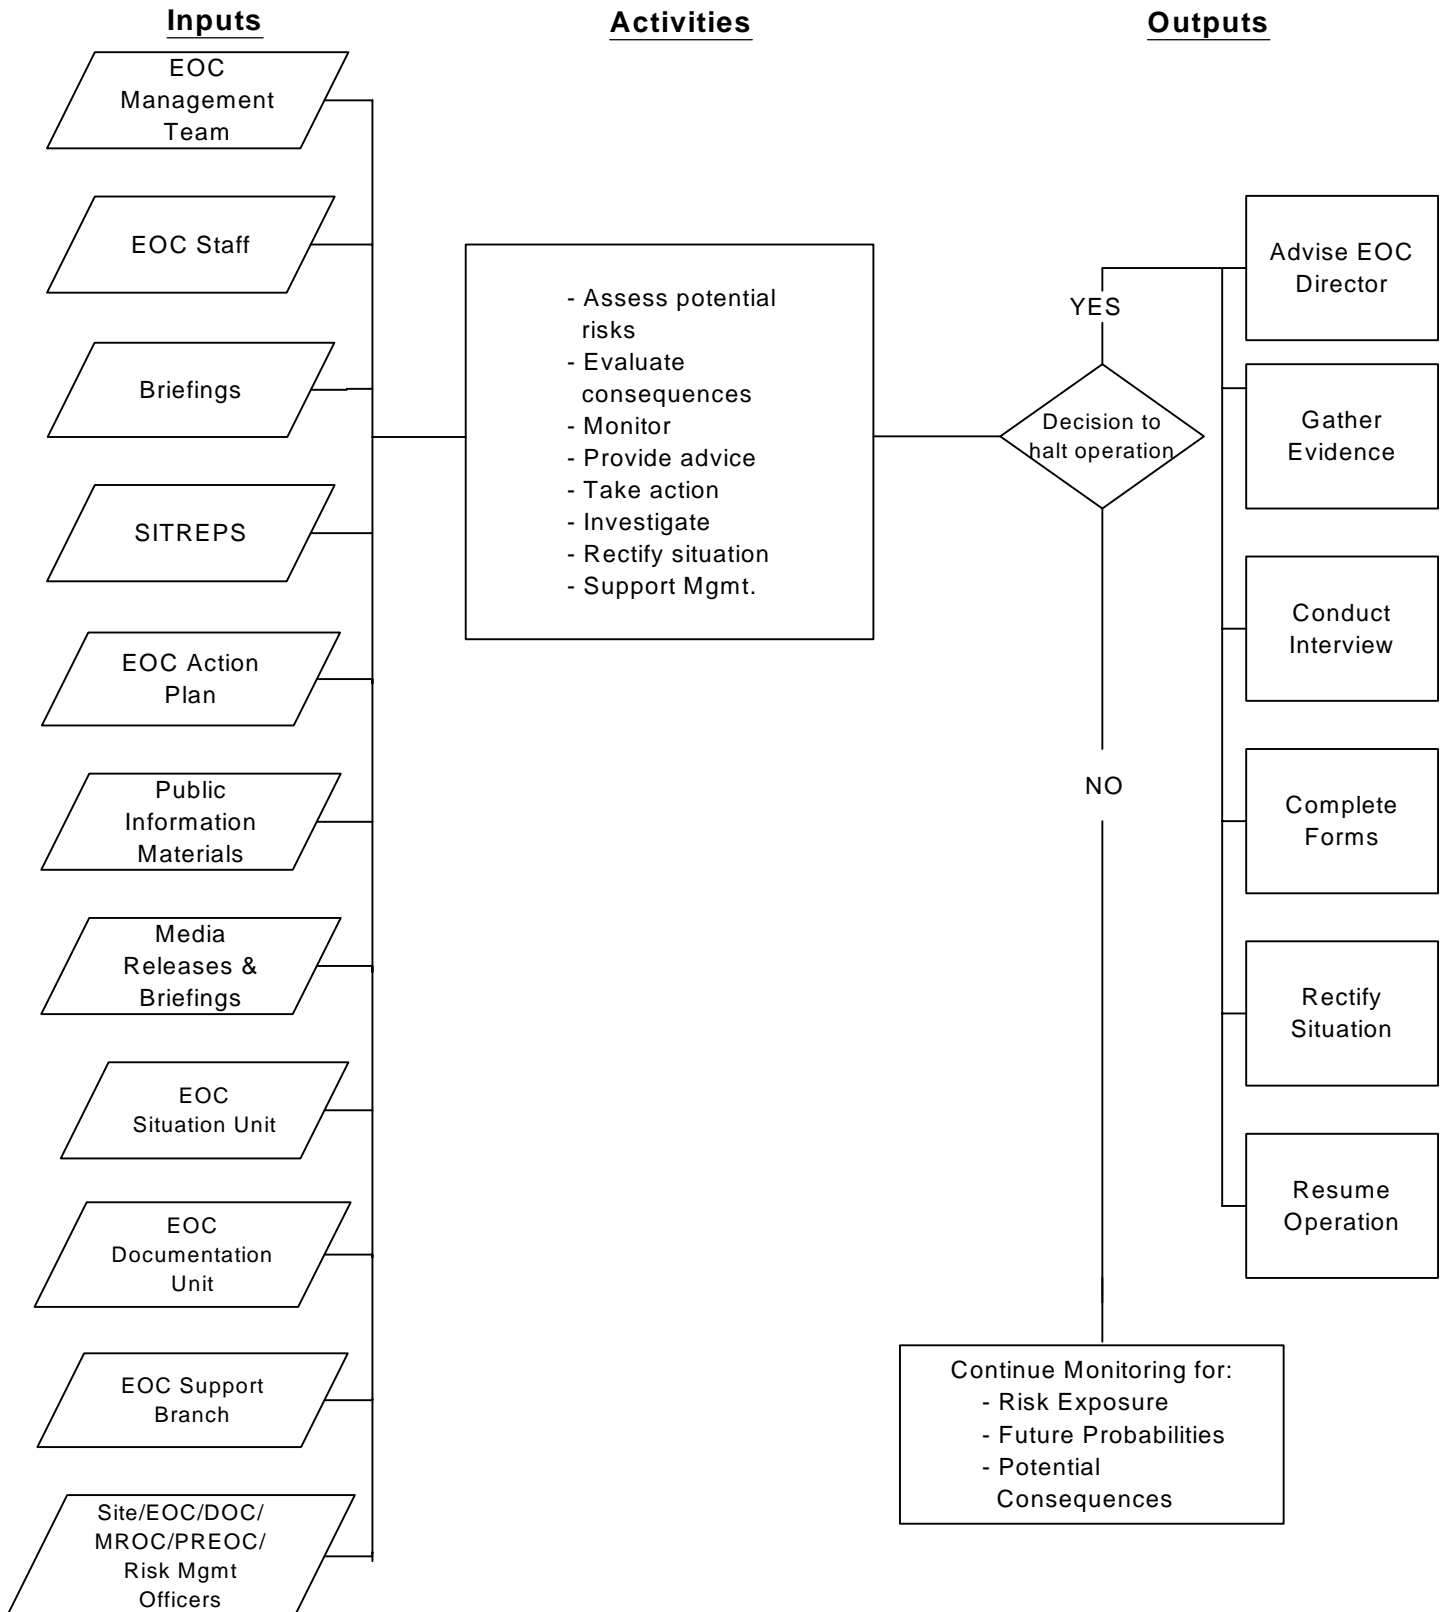 Inputs
Activities
Outputs
EOC
Management
Team
EOC Staff
Briefings
SITREPS
EOC Action
Plan
Public
Information
Materials
Media
Releases &
Briefings
EOC
Situation Unit
EOC
Documentation
Unit
EOC Support
Branch
Site/EOC/DOC/
MROC/PREOC/
Risk Mgmt
Officers
- Assess potential
risks
- Evaluate
consequences
- Monitor
- Provide advice
- Take action
- Investigate
- Rectify situation
- Support Mgmt.
YES
Decision to
halt operation
NO
Continue Monitoring for:
- Risk Exposure
- Future Probabilities
- Potential
Consequences
Advise EOC
Director
Gather
Evidence
Conduct
Interview
Complete
Forms
Rectify
Situation
Resume
Operation